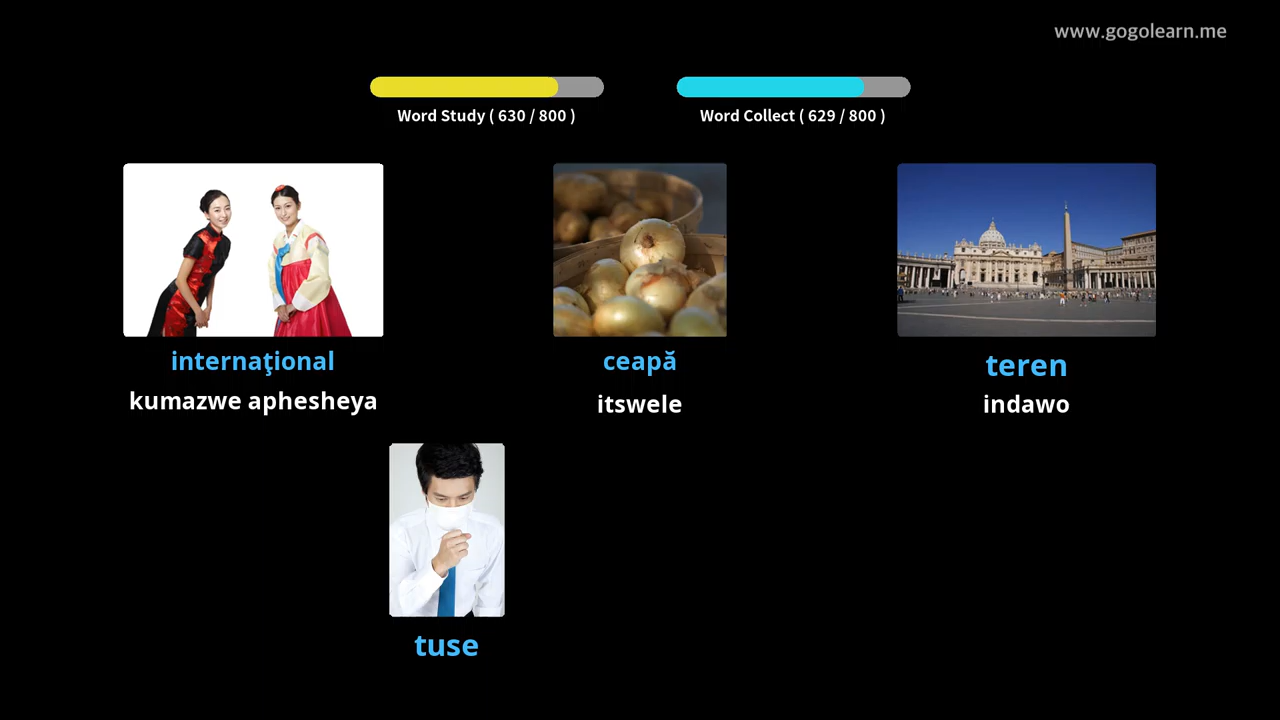 www.gogolearn.me
Word Study ( 630 / 800 )
Word Collect ( 629 / 800 )
internaţional
kumazwe aphesheya
ceapă
itswele
teren
indawo
tuse